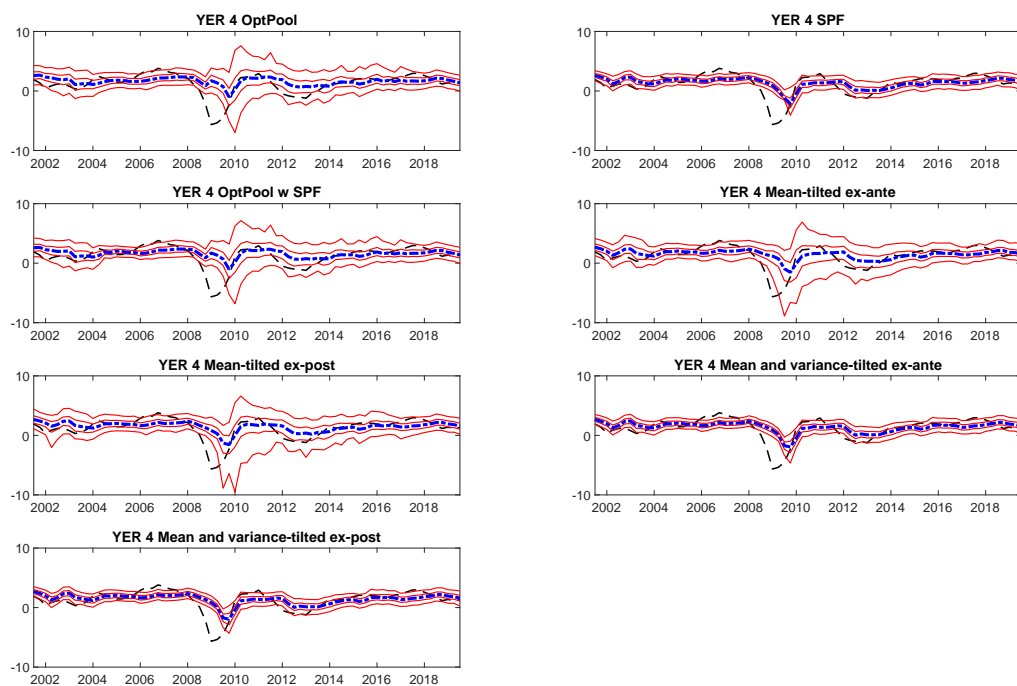 YER 4 OptPool
10
0
-10
2002 2004 2006 2008 2010 2012 2014 2016 2018
YER 4 SPF
10
0
-10
2002 2004 2006 2008 2010 2012 2014 2016 2018
YER 4 OptPool w SPF
10
0
-10
2002 2004 2006 2008 2010 2012 2014 2016 2018
YER 4 Mean-tilted ex-ante
10
0
-10
2002 2004 2006 2008 2010 2012 2014 2016 2018
YER 4 Mean-tilted ex-post
10
0
-10
2002 2004 2006 2008 2010 2012 2014 2016 2018
YER 4 Mean and variance-tilted ex-ante
10
0
-10
2002 2004 2006 2008 2010 2012 2014 2016 2018
YER 4 Mean and variance-tilted ex-post
10
0
-10
2002 2004 2006 2008 2010 2012 2014 2016 2018